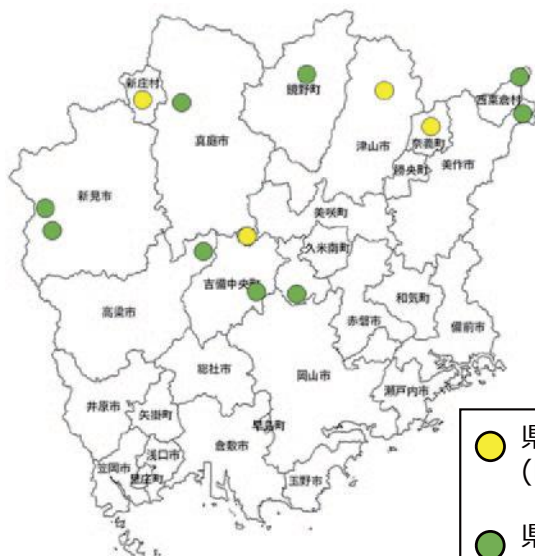 新庄村
鏡野町
西粟倉村
真庭市
津山市
奈義町
勝央町
美作市
新見市
美咲町
久米南町
吉備中央町
高梁市
和気町
赤磐市
備前市
総社市
岡山市
瀬戸内市
井原市
矢掛町
早島町
倉敷市
浅口市
笠岡市
里庄町
玉野市
県
(
県